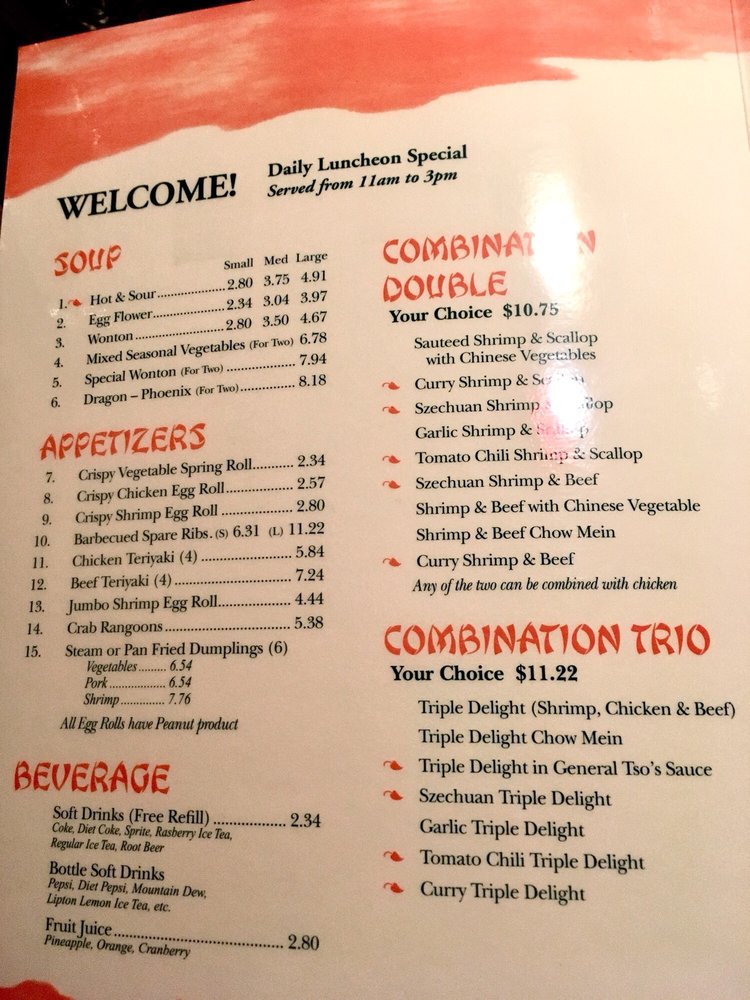 WELCOME!
Daily Luncheon Special
Served from 11am to 3pm
SOUP
Small Med Large
1. Hot & Sour 2.80 3.75 4.91
2. Egg Flower 2.34 3.04 3.97
3. Wonton 2.80 3.50 4.67
4. Mixed Seasonal Vegetables (For Two) 6.78
5. Special Wonton (For Two) 7.94
6. Dragon – Phoenix (For Two) 8.18
APPETIZERS
7. Crispy Vegetable Spring Roll 2.34
8. Crispy Chicken Egg Roll 2.57
9. Crispy Shrimp Egg Roll 2.80
10. Barbecued Spare Ribs. (S) 6.31 (L) 11.22
11. Chicken Teriyaki (4) 5.84
12. Beef Teriyaki (4) 7.24
13. Jumbo Shrimp Egg Roll 4.44
14. Crab Rangoons 5.38
15. Steam or Pan Fried Dumplings (6)
Vegetables 6.54
Pork 6.54
Shrimp 7.76
All Egg Rolls have Peanut product
BEVERAGE
Soft Drinks (Free Refill) 2.34
Coke, Diet Coke, Sprite, Rasberry Ice Tea,
Regular Ice Tea, Root Beer
Bottle Soft Drinks
Pepsi, Diet Pepsi, Mountain Dew,
Lipton Lemon Ice Tea, etc.
Fruit Juice 2.80
Pineapple, Orange, Cranberry
COMBINATION
DOUBLE
Your Choice $10.75
Sauteed Shrimp & Scallop
with Chinese Vegetables
Curry Shrimp & Scallop
Szechuan Shrimp & Scallop
Garlic Shrimp & Scallop
Tomato Chili Shrimp & Scallop
Szechuan Shrimp & Beef
Shrimp & Beef with Chinese Vegetable
Shrimp & Beef Chow Mein
Curry Shrimp & Beef
Any of the two can be combined with chicken
COMBINATION TRIO
Your Choice $11.22
Triple Delight (Shrimp, Chicken & Beef)
Triple Delight Chow Mein
Triple Delight in General Tso's Sauce
Szechuan Triple Delight
Garlic Triple Delight
Tomato Chili Triple Delight
Curry Triple Delight